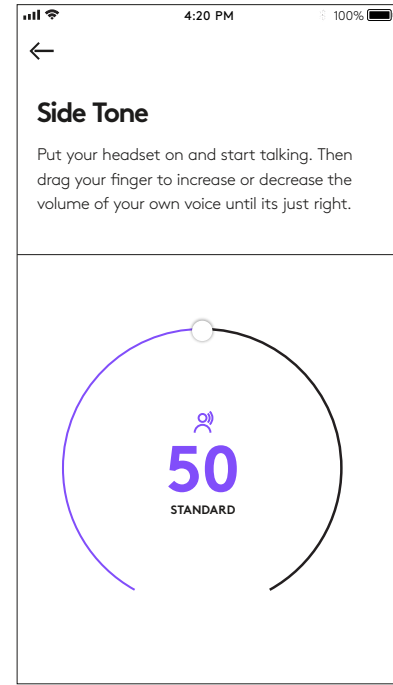 4:20 PM
100%
Side Tone
Put your headset on and start talking. Then
drag your finger to increase or decrease the
volume of your own voice until its just right.
50
STANDARD